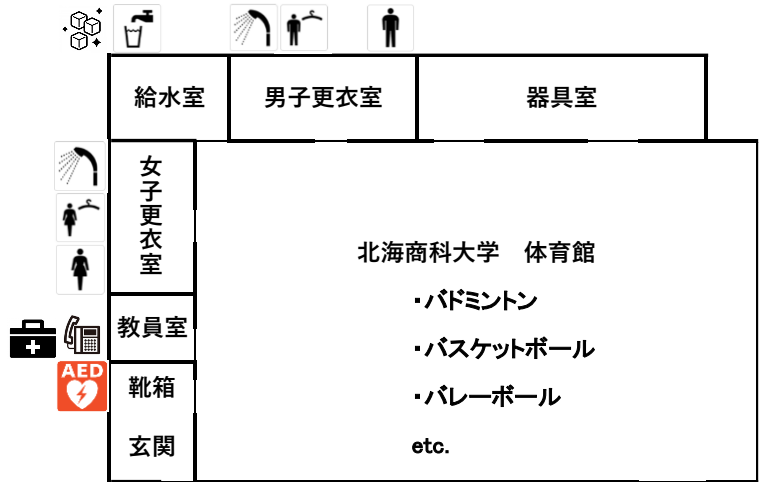 給水室
男子更衣室
器具室
女子更衣室
北海商科大学　体育館
・バドミントン
教員室
・バスケットボール
AED
靴箱
・バレーボール
玄関
etc.